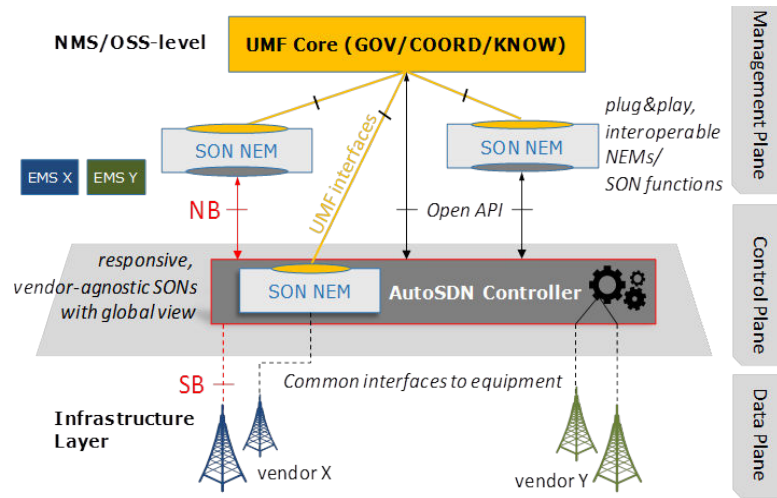 NMS/OSS-level
UMF Core (GOV/COORD/KNOW)
Management Plane
SON NEM
SON NEM
plug&play,
interoperable
NEMs/
SON functions
EMS X
EMS Y
UMF interfaces
NB
Open API
Control Plane
responsive,
vendor-agnostic SONs
with global view
SON NEM
AutoSDN Controller
SB
Common interfaces to equipment
Data Plane
Infrastructure
Layer
vendor X
vendor Y